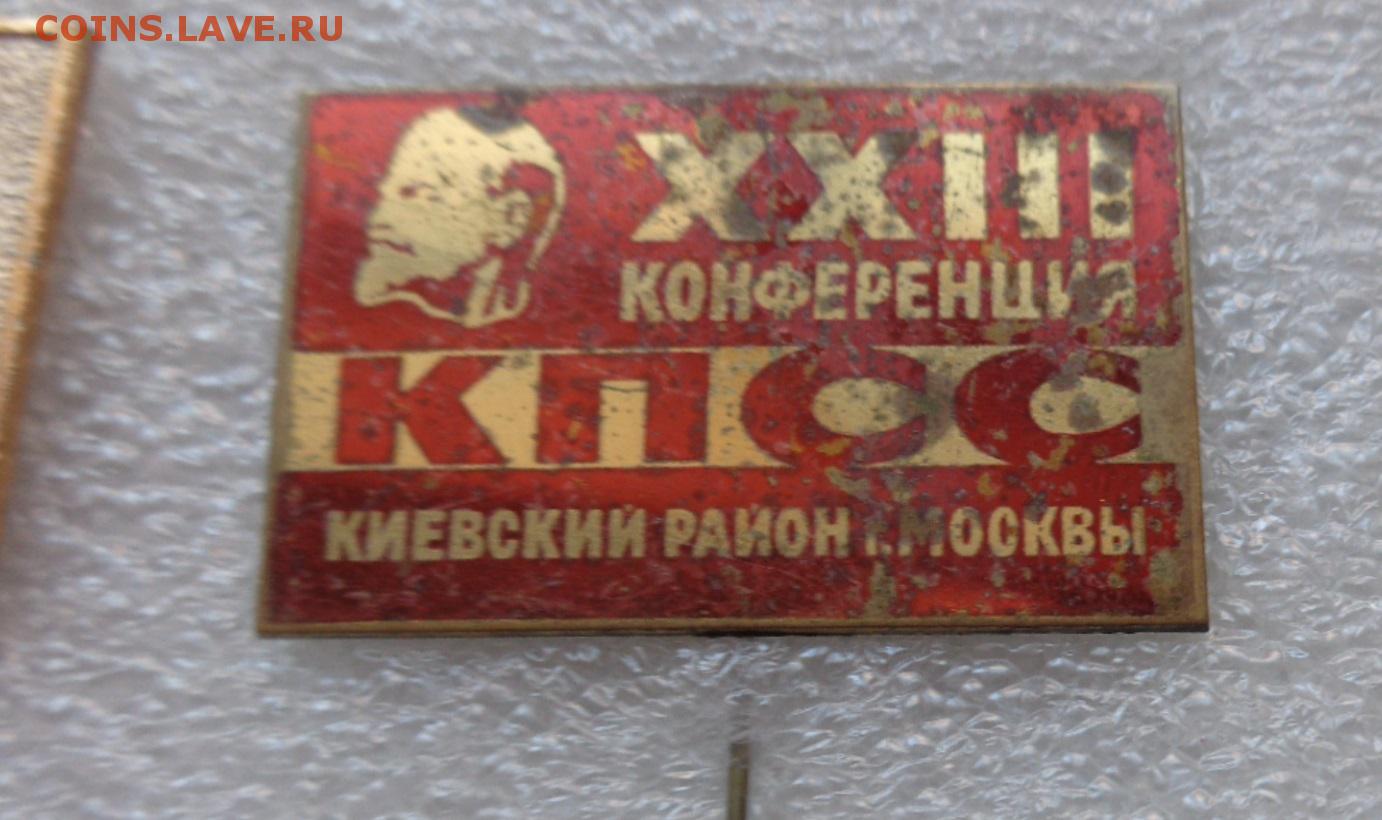 COINS.LAVE.RU
XXIII
КОНФЕРЕНЦИЯ
КПСС
КИЕВСКИЙ РАЙОН г.МОСКВЫ